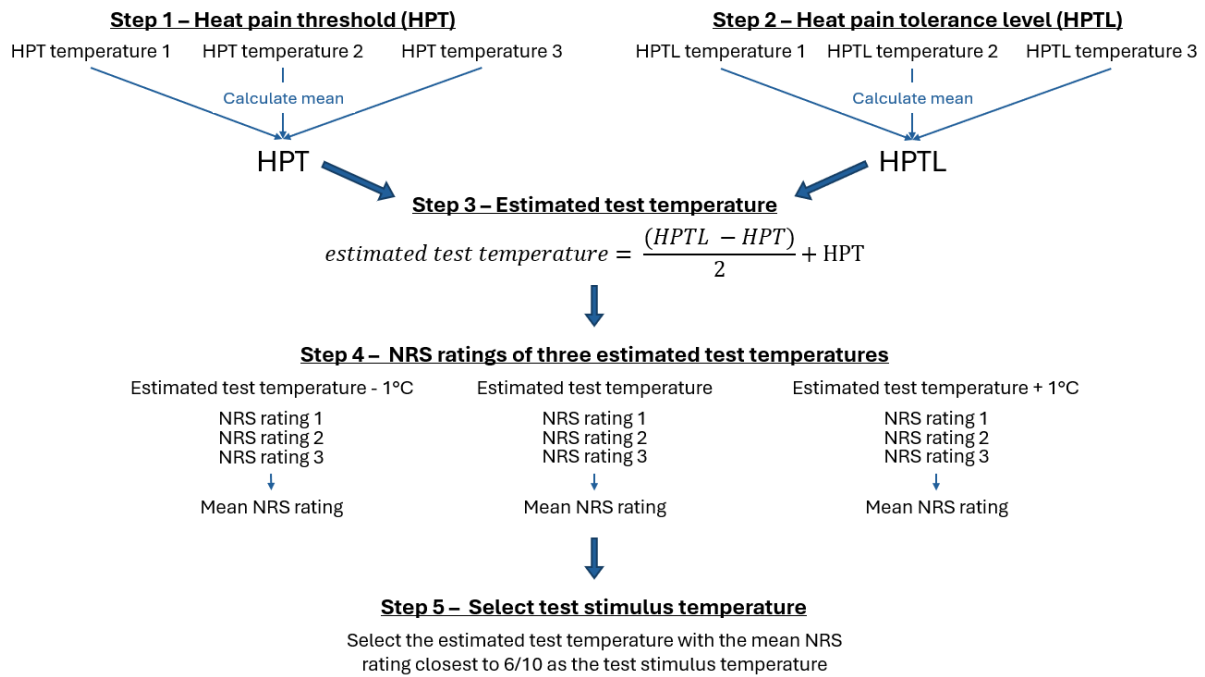 Step 1 – Heat pain threshold (HPT)
HPT temperature 1 HPT temperature 2 HPT temperature 3
Calculate mean
HPT
Step 2 – Heat pain tolerance level (HPTL)
HPTL temperature 1 HPTL temperature 2 HPTL temperature 3
Calculate mean
HPTL
Step 3 – Estimated test temperature
estimated test temperature = (HPTL − HPT) / 2 + HPT
Step 4 – NRS ratings of three estimated test temperatures
Estimated test temperature - 1°C
NRS rating 1
NRS rating 2
NRS rating 3
Mean NRS rating
Estimated test temperature
NRS rating 1
NRS rating 2
NRS rating 3
Mean NRS rating
Estimated test temperature + 1°C
NRS rating 1
NRS rating 2
NRS rating 3
Mean NRS rating
Step 5 – Select test stimulus temperature
Select the estimated test temperature with the mean NRS
rating closest to 6/10 as the test stimulus temperature